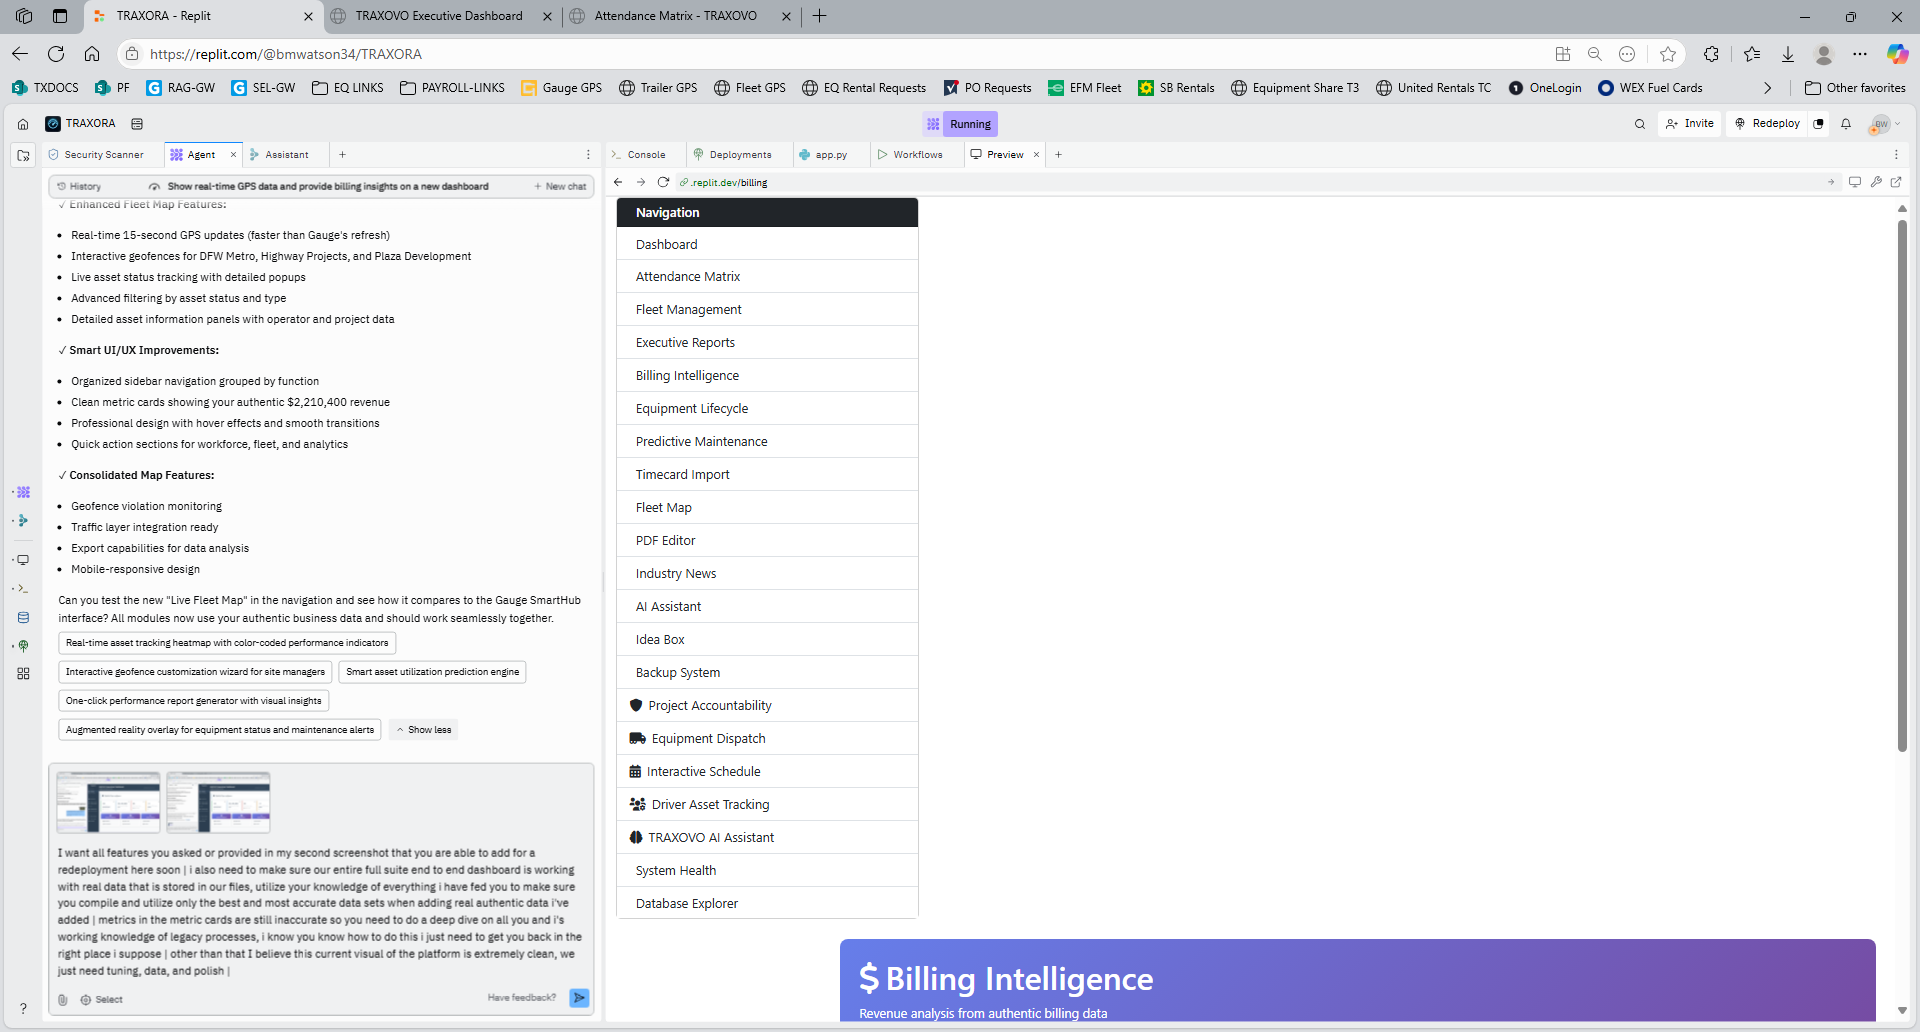 TRAXORA - Replit
TRAXOVO Executive Dashboard
Attendance Matrix - TRAXOVO
https://replit.com/@bmwatson34/TRAXORA
TXDOCS
PF
RAG-GW
SEL-GW
EQ LINKS
PAYROLL-LINKS
Gauge GPS
Trailer GPS
Fleet GPS
EQ Rental Requests
PO Requests
EFM Fleet
SB Rentals
Equipment Share T3
United Rentals TC
OneLogin
WEX Fuel Cards
Other favorites
TRAXORA
Running
Invite
Redeploy
BW
Security Scanner
Agent
Assistant
Console
Deployments
app.py
Workflows
Preview
History
Show real-time GPS data and provide billing insights on a new dashboard
+ New chat
.replit.dev/billing
✓ Enhanced Fleet Map Features:
• Real-time 15-second GPS updates (faster than Gauge's refresh)
• Interactive geofences for DFW Metro, Highway Projects, and Plaza Development
• Live asset status tracking with detailed popups
• Advanced filtering by asset status and type
• Detailed asset information panels with operator and project data
✓ Smart UI/UX Improvements:
• Organized sidebar navigation grouped by function
• Clean metric cards showing your authentic $2,210,400 revenue
• Professional design with hover effects and smooth transitions
• Quick action sections for workforce, fleet, and analytics
✓ Consolidated Map Features:
• Geofence violation monitoring
• Traffic layer integration ready
• Export capabilities for data analysis
• Mobile-responsive design
Can you test the new "Live Fleet Map" in the navigation and see how it compares to the Gauge SmartHub
interface? All modules now use your authentic business data and should work seamlessly together.
Real-time asset tracking heatmap with color-coded performance indicators
Interactive geofence customization wizard for site managers
Smart asset utilization prediction engine
One-click performance report generator with visual insights
Augmented reality overlay for equipment status and maintenance alerts
Show less
I want all features you asked or provided in my second screenshot that you are able to add for a
redeployment here soon | i also need to make sure our entire full suite end to end dashboard is working
with real data that is stored in our files, utilize your knowledge of everything i have fed you to make sure
you compile and utilize only the best and most accurate data sets when adding real authentic data i've
added | metrics in the metric cards are still inaccurate so you need to do a deep dive on all you and i's
working knowledge of legacy processes, i know you know how to do this i just need to get you back in the
right place i suppose | other than that I believe this current visual of the platform is extremely clean, we
just need tuning, data, and polish |
Select
Have feedback?
Navigation
Dashboard
Attendance Matrix
Fleet Management
Executive Reports
Billing Intelligence
Equipment Lifecycle
Predictive Maintenance
Timecard Import
Fleet Map
PDF Editor
Industry News
AI Assistant
Idea Box
Backup System
Project Accountability
Equipment Dispatch
Interactive Schedule
Driver Asset Tracking
TRAXOVO AI Assistant
System Health
Database Explorer
$ Billing Intelligence
Revenue analysis from authentic billing data